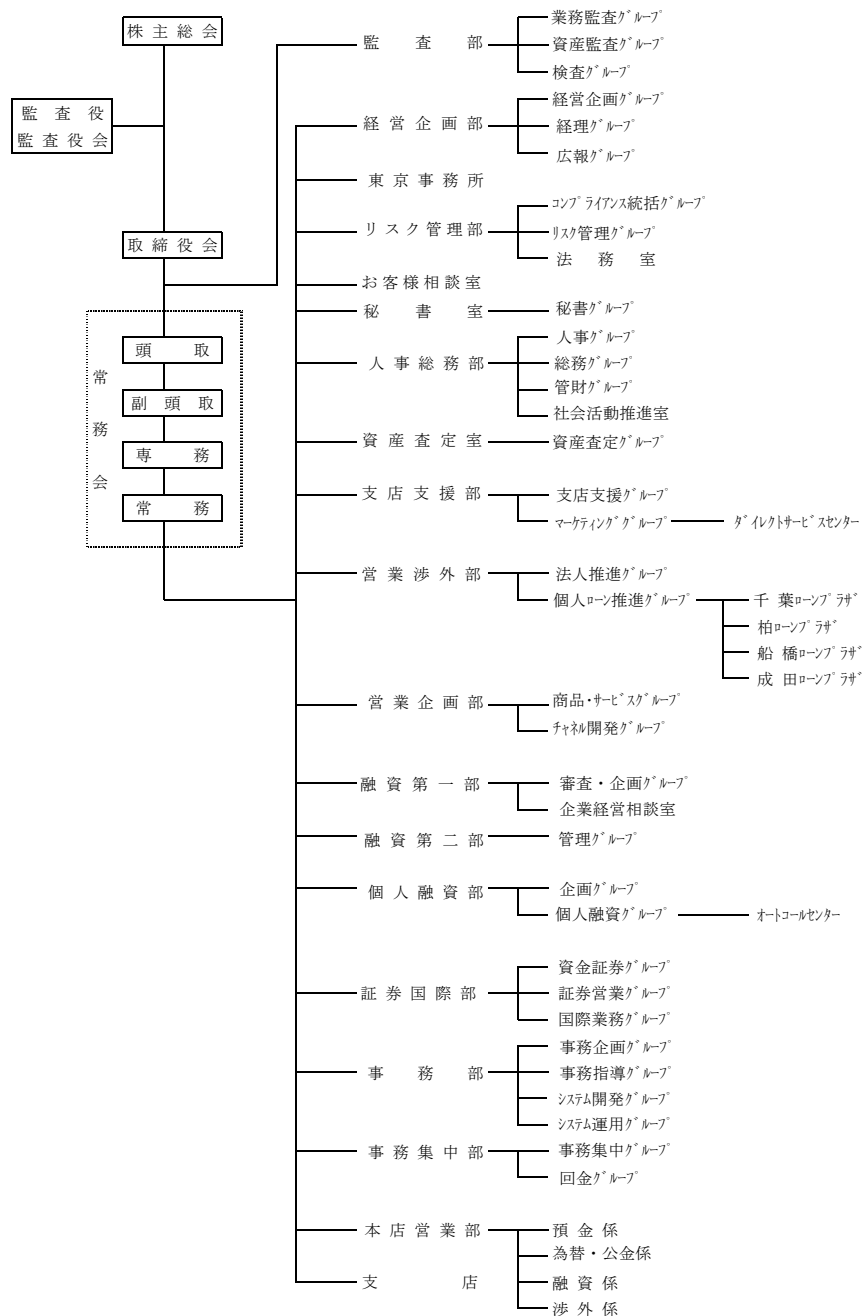 株主総会
監査役
監査役会
取締役会
常務会
頭取
副頭取
専務
常務
監査部
業務監査ｸﾞﾙｰﾌﾟ
資産監査ｸﾞﾙｰﾌﾟ
検査ｸﾞﾙｰﾌﾟ
経営企画部
経営企画ｸﾞﾙｰﾌﾟ
経理ｸﾞﾙｰﾌﾟ
広報ｸﾞﾙｰﾌﾟ
東京事務所
リスク管理部
ｺﾝﾌﾟﾗｲｱﾝｽ統括ｸﾞﾙｰﾌﾟ
ﾘｽｸ管理ｸﾞﾙｰﾌﾟ
法務室
お客様相談室
秘書室
秘書ｸﾞﾙｰﾌﾟ
人事総務部
人事ｸﾞﾙｰﾌﾟ
総務ｸﾞﾙｰﾌﾟ
管財ｸﾞﾙｰﾌﾟ
社会活動推進室
資産査定室
資産査定ｸﾞﾙｰﾌﾟ
支店支援部
支店支援ｸﾞﾙｰﾌﾟ
ﾏｰｹﾃｨﾝｸﾞｸﾞﾙｰﾌﾟ
ﾀﾞｲﾚｸﾄｻｰﾋﾞｽｾﾝﾀｰ
営業渉外部
法人推進ｸﾞﾙｰﾌﾟ
個人ﾛｰﾝ推進ｸﾞﾙｰﾌﾟ
千葉ﾛｰﾝﾌﾟﾗｻﾞ
柏ﾛｰﾝﾌﾟﾗｻﾞ
船橋ﾛｰﾝﾌﾟﾗｻﾞ
成田ﾛｰﾝﾌﾟﾗｻﾞ
営業企画部
商品・ｻｰﾋﾞｽｸﾞﾙｰﾌﾟ
ﾁｬﾈﾙ開発ｸﾞﾙｰﾌﾟ
融資第一部
審査・企画ｸﾞﾙｰﾌﾟ
企業経営相談室
融資第二部
管理ｸﾞﾙｰﾌﾟ
個人融資部
企画ｸﾞﾙｰﾌﾟ
個人融資ｸﾞﾙｰﾌﾟ
ｵｰﾄｺｰﾙｾﾝﾀｰ
証券国際部
資金証券ｸﾞﾙｰﾌﾟ
証券営業ｸﾞﾙｰﾌﾟ
国際業務ｸﾞﾙｰﾌﾟ
事務部
事務企画ｸﾞﾙｰﾌﾟ
事務指導ｸﾞﾙｰﾌﾟ
ｼｽﾃﾑ開発ｸﾞﾙｰﾌﾟ
ｼｽﾃﾑ運用ｸﾞﾙｰﾌﾟ
事務集中部
事務集中ｸﾞﾙｰﾌﾟ
回金ｸﾞﾙｰﾌﾟ
本店営業部
預金係
為替・公金係
支店
融資係
渉外係